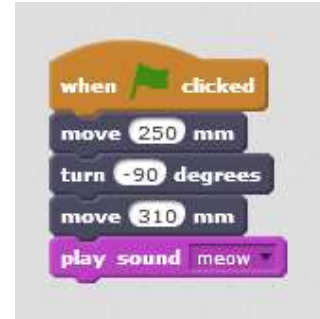 when clicked
move 250 mm
turn -90 degrees
move 310 mm
play sound meow